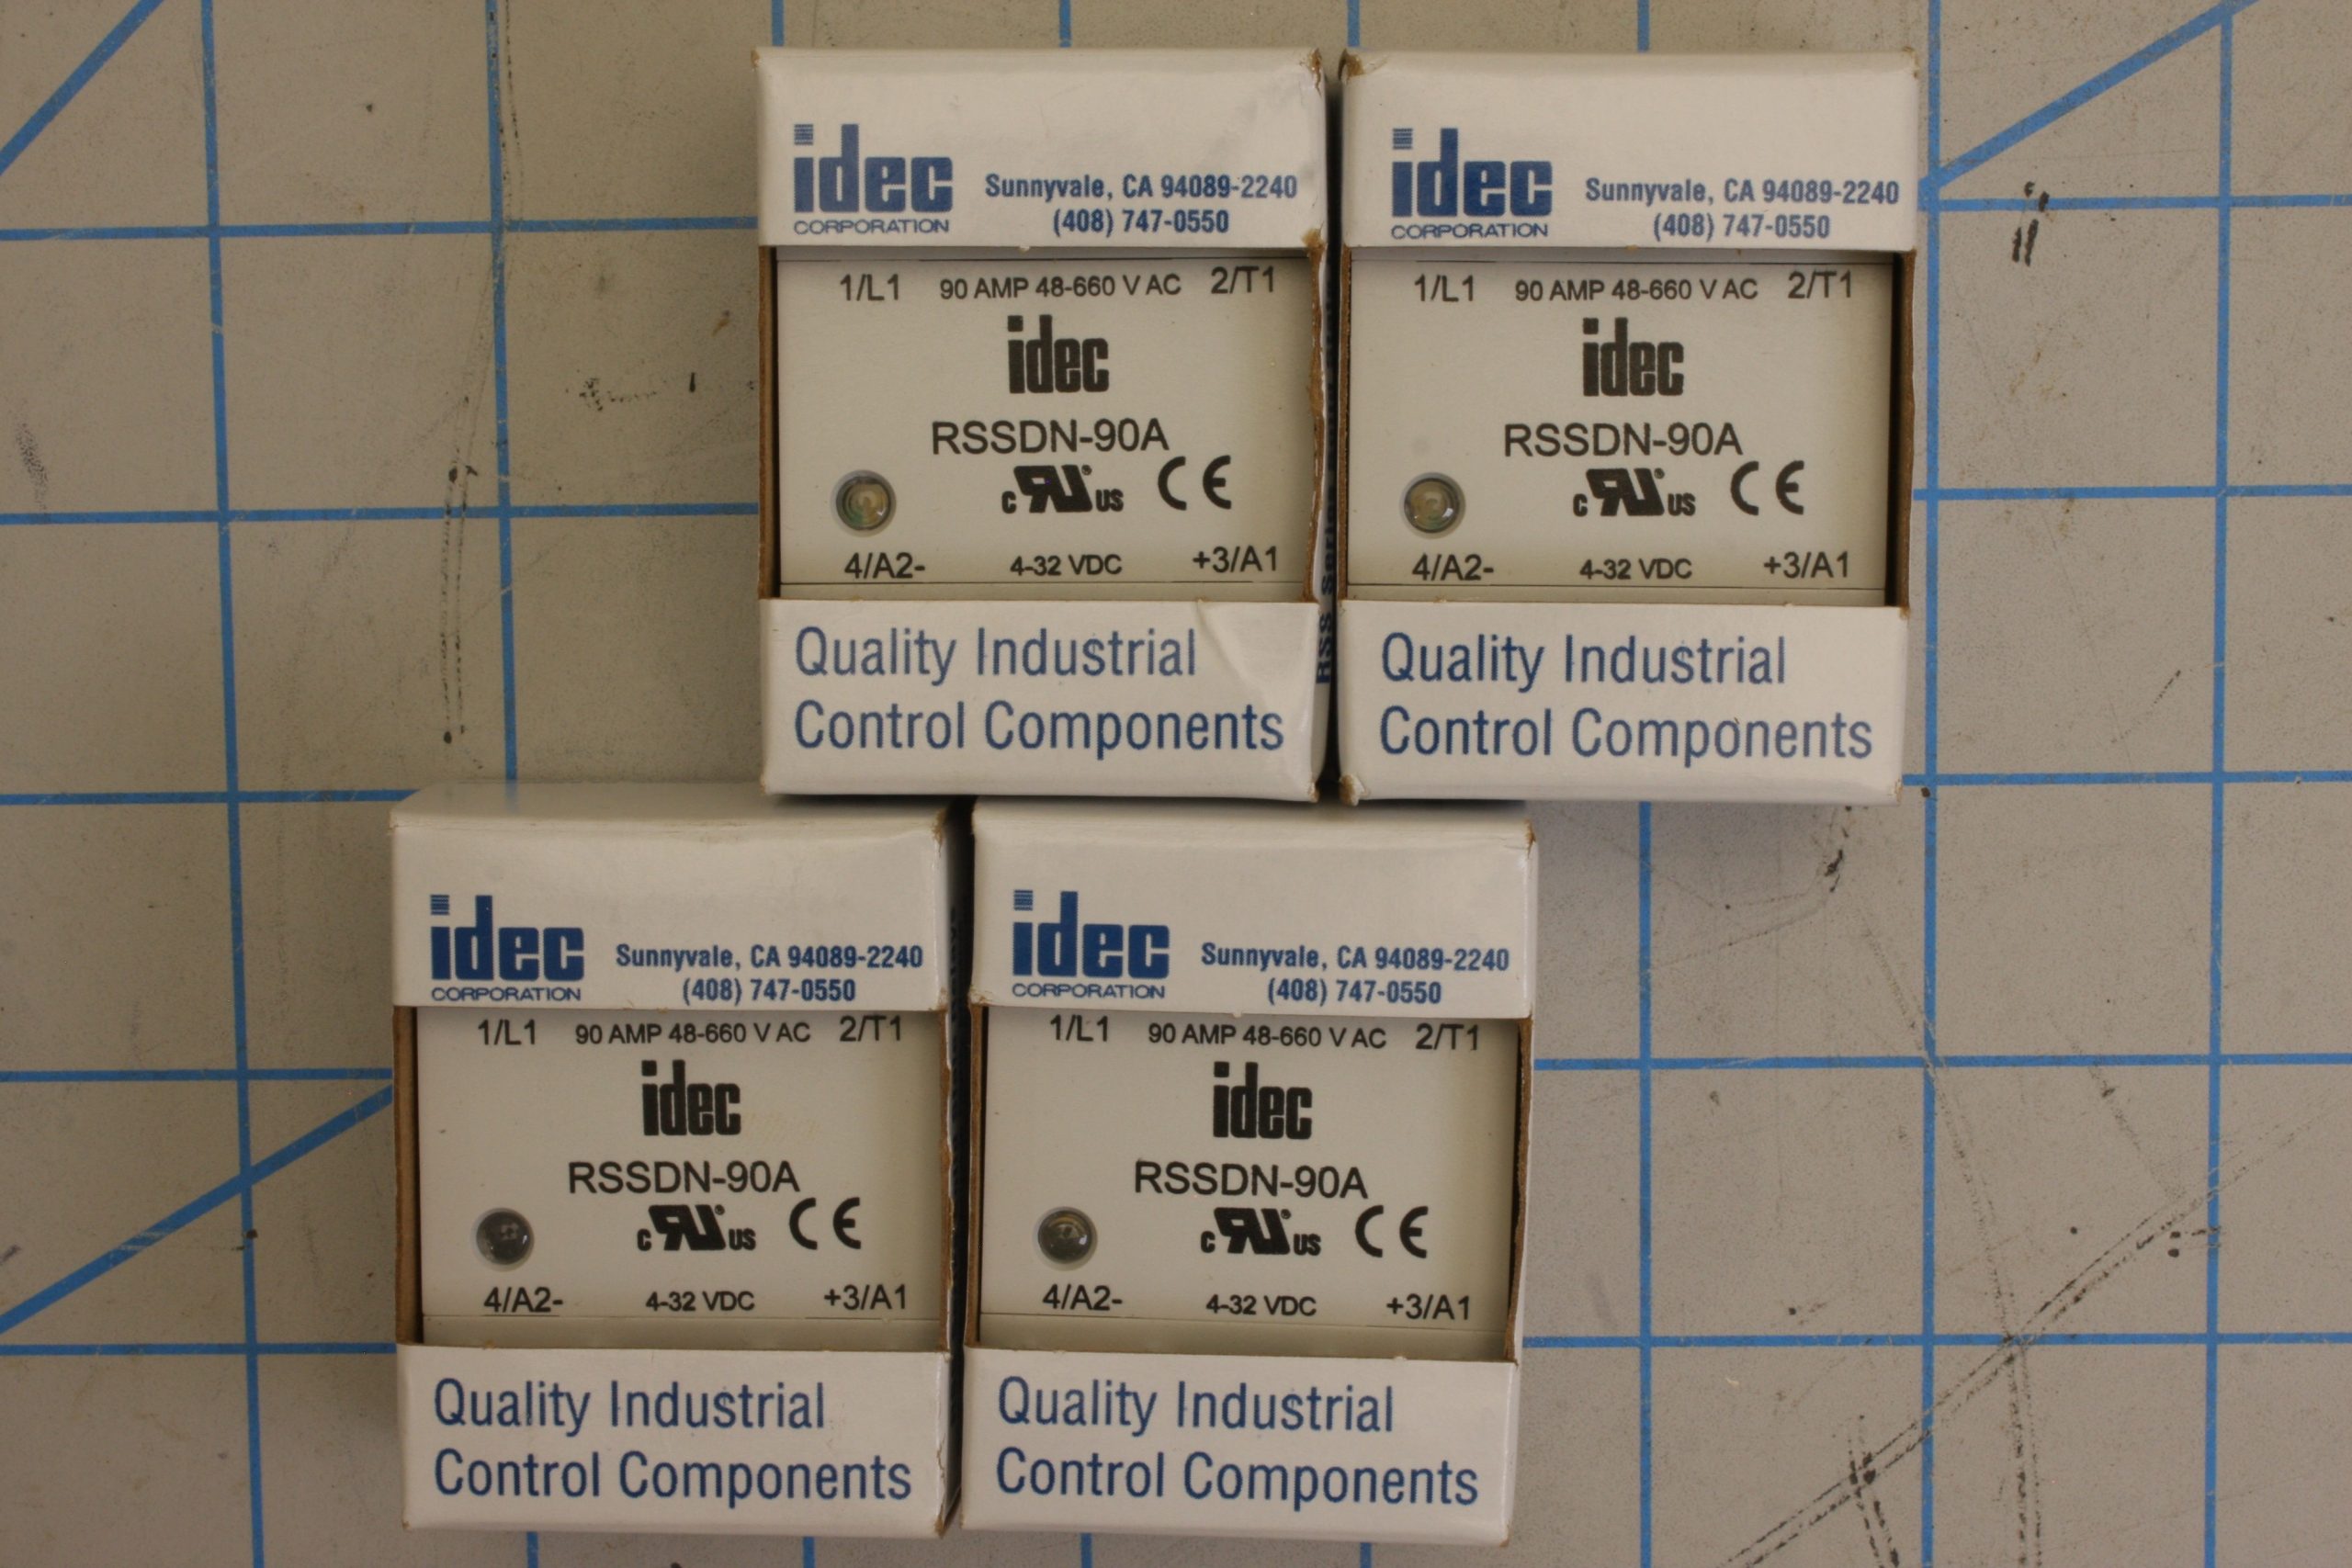 idec
CORPORATION
Sunnyvale, CA 94089-2240
(408) 747-0550
1/L1 90 AMP 48-660 V AC 2/T1
idec
RSSDN-90A
c RU US CE
4/A2- 4-32 VDC +3/A1
Quality Industrial
Control Components
RSS Series
idec
CORPORATION
Sunnyvale, CA 94089-2240
(408) 747-0550
1/L1 90 AMP 48-660 V AC 2/T1
idec
RSSDN-90A
c RU US CE
4/A2- 4-32 VDC +3/A1
Quality Industrial
Control Components
idec
CORPORATION
Sunnyvale, CA 94089-2240
(408) 747-0550
1/L1 90 AMP 48-660 V AC 2/T1
idec
RSSDN-90A
c RU US CE
4/A2- 4-32 VDC +3/A1
Quality Industrial
Control Components
idec
CORPORATION
Sunnyvale, CA 94089-2240
(408) 747-0550
1/L1 90 AMP 48-660 V AC 2/T1
idec
RSSDN-90A
c RU US CE
4/A2- 4-32 VDC +3/A1
Quality Industrial
Control Components